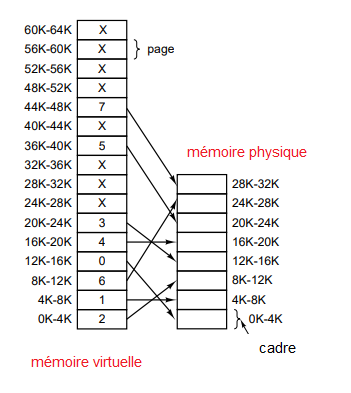 60K-64K X
56K-60K X page
52K-56K X
48K-52K X
44K-48K 7
40K-44K X
36K-40K 5 mémoire physique
32K-36K X
28K-32K X 28K-32K
24K-28K X 24K-28K
20K-24K 3 20K-24K
16K-20K 4 16K-20K
12K-16K 0 12K-16K
8K-12K 6 8K-12K
4K-8K 1 4K-8K
0K-4K 2 0K-4K
cadre
mémoire virtuelle